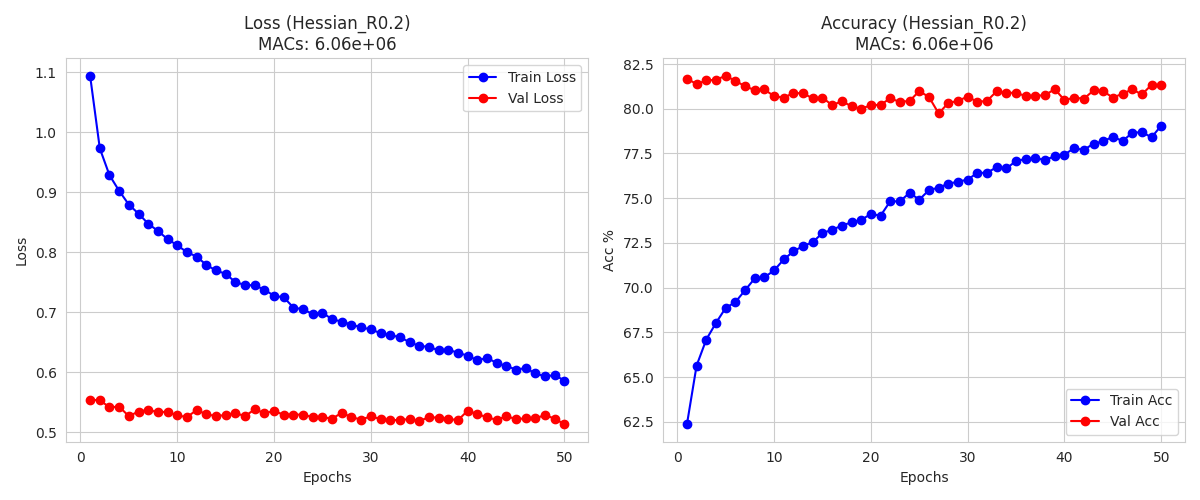 Loss (Hessian_R0.2)
MACs: 6.06e+06
1.1
1.0
0.9
0.8
0.7
0.6
0.5
Loss
Train Loss
Val Loss
0
10
20
30
40
50
Epochs
Accuracy (Hessian_R0.2)
MACs: 6.06e+06
82.5
80.0
77.5
75.0
72.5
70.0
67.5
65.0
62.5
Acc %
Train Acc
Val Acc
0
10
20
30
40
50
Epochs